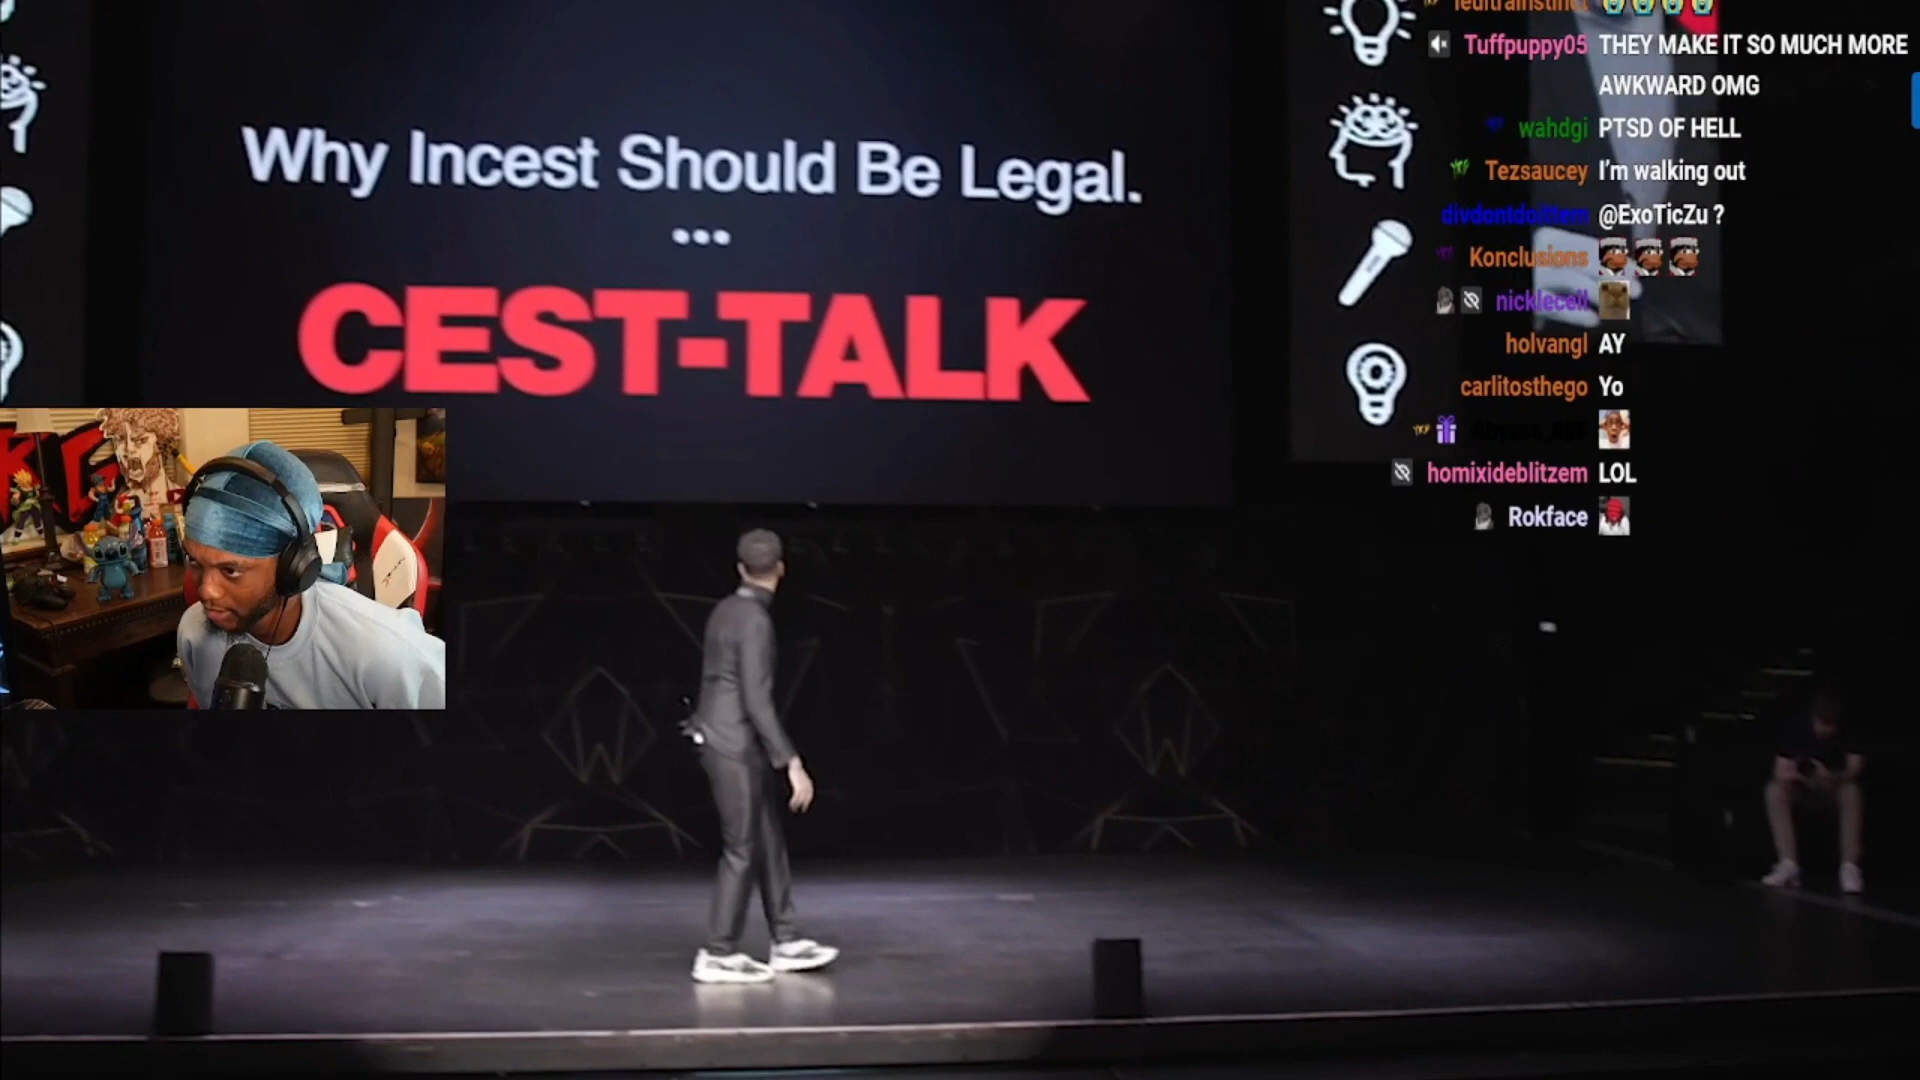 Why Incest Should Be Legal.
...
CEST-TALK
Tuffpuppy05 THEY MAKE IT SO MUCH MORE
AWKWARD OMG
wahdgi PTSD OF HELL
Tezsaucey I'm walking out
@ExoTicZu ?
Konclusions
nicklecell
holvangl AY
carlitosthego Yo
homixideblitzem LOL
Rokface